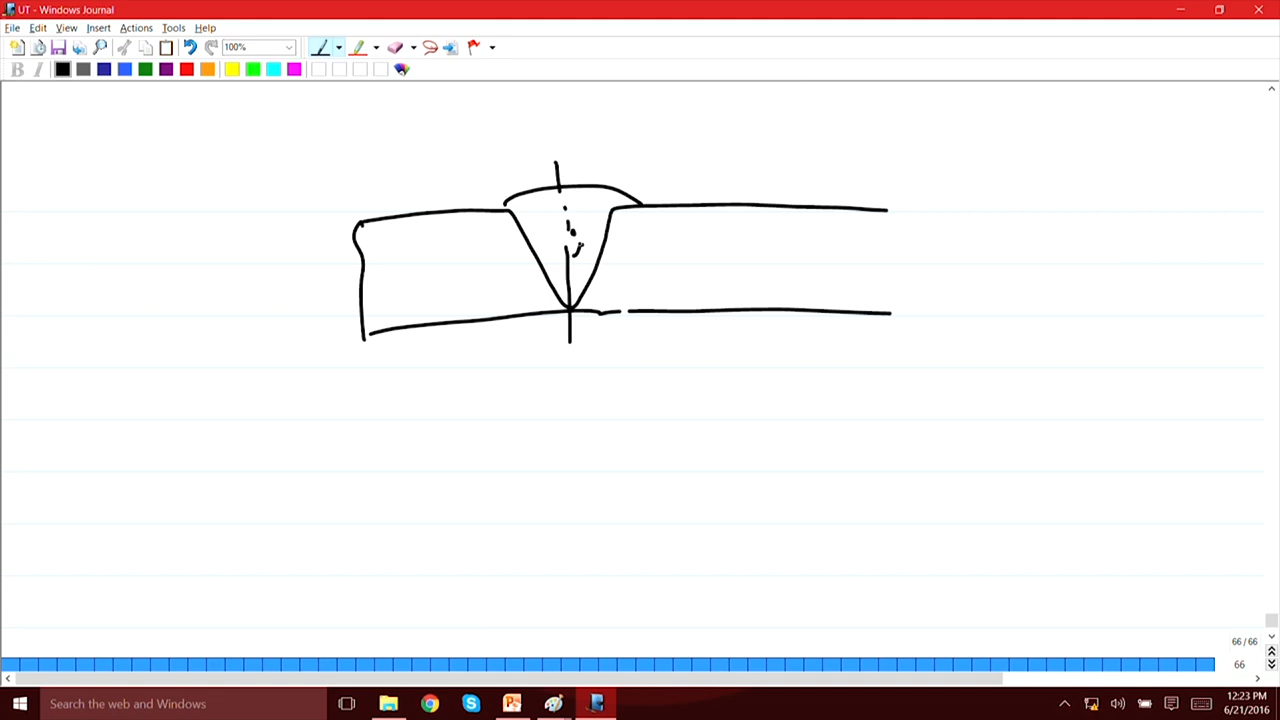 UT - Windows Journal
File Edit View Insert Actions Tools Help
100%
B I
66 / 66
66
Search the web and Windows
12:23 PM
6/21/2016